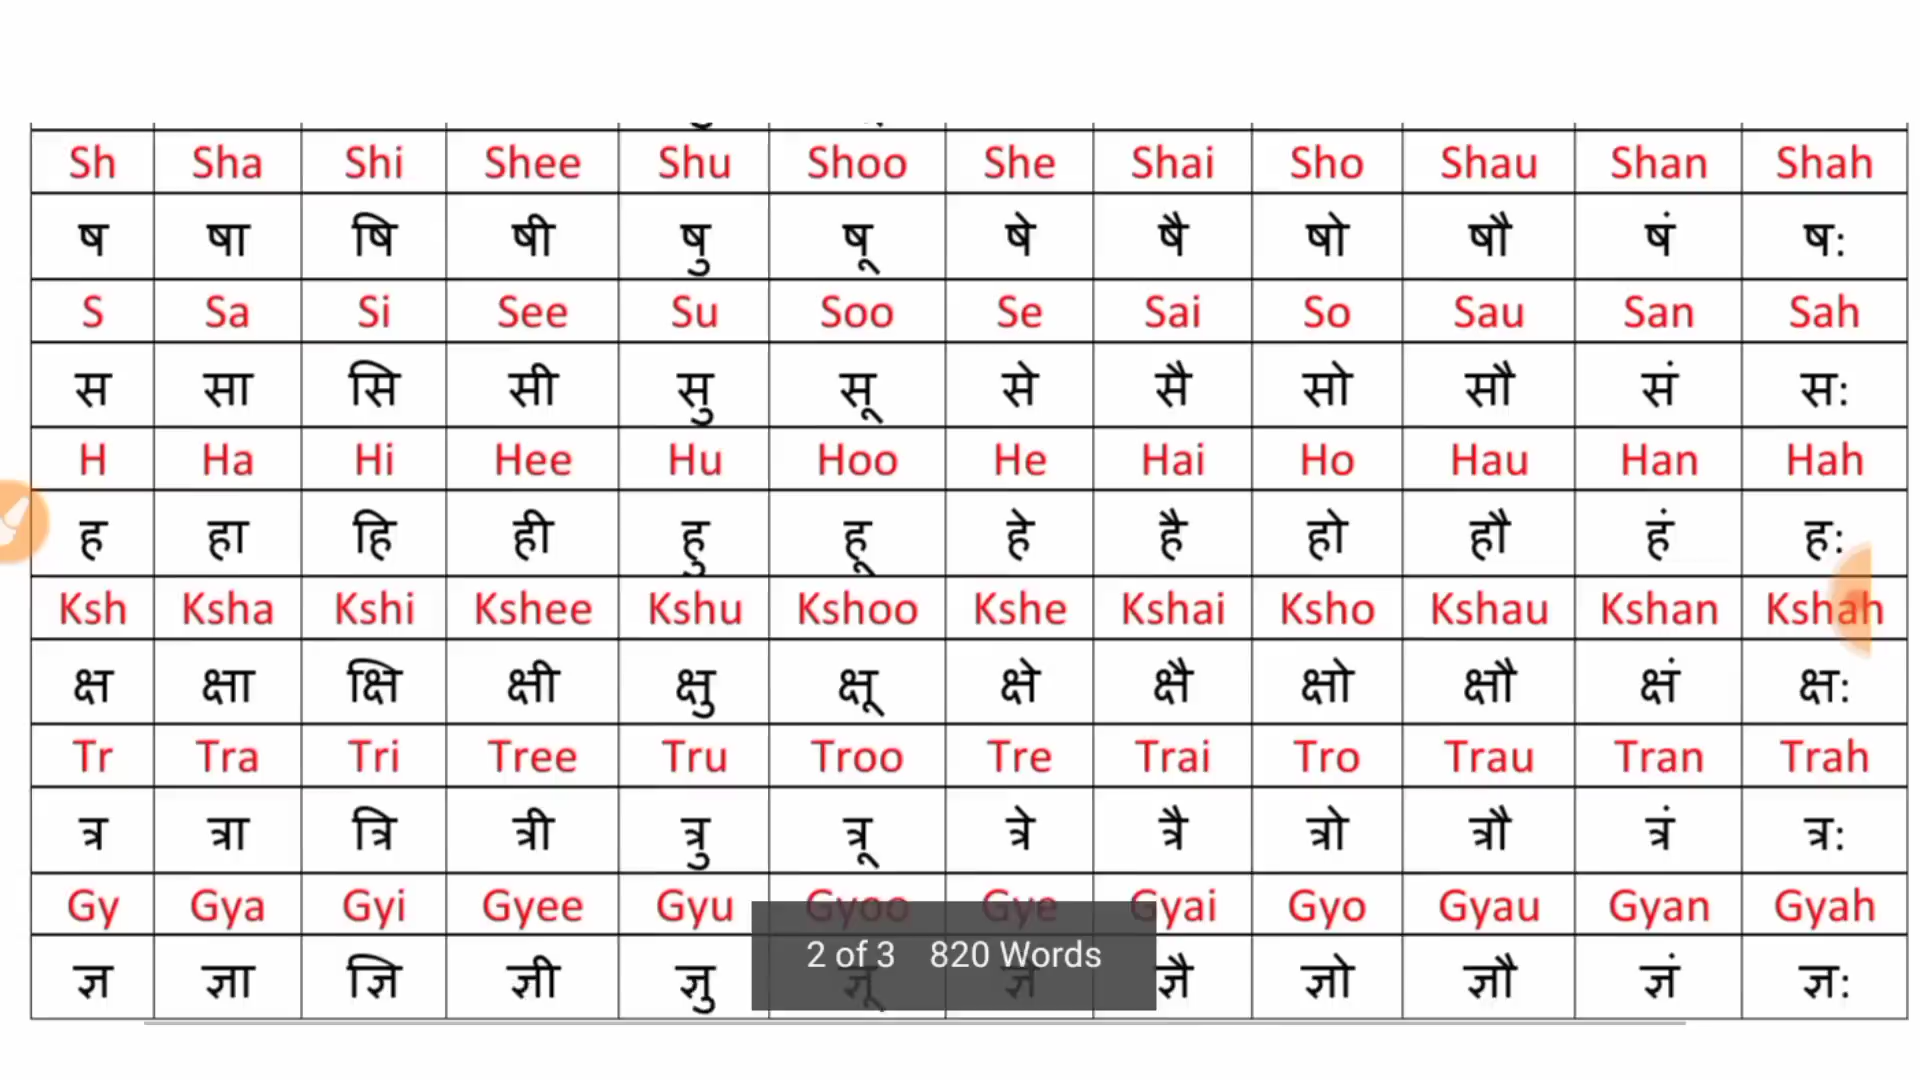 Sh Sha Shi Shee Shu Shoo She Shai Sho Shau Shan Shah
ष षा षि षी षु षू षे षै षो षौ षं षः
S Sa Si See Su Soo Se Sai So Sau San Sah
स सा सि सी सु सू से सै सो सौ सं सः
H Ha Hi Hee Hu Hoo He Hai Ho Hau Han Hah
ह हा हि ही हु हू हे है हो हौ हं हः
Ksh Ksha Kshi Kshee Kshu Kshoo Kshe Kshai Ksho Kshau Kshan Kshah
क्ष क्षा क्षि क्षी क्षु क्षू क्षे क्षै क्षो क्षौ क्षं क्षः
Tr Tra Tri Tree Tru Troo Tre Trai Tro Trau Tran Trah
त्र त्रा त्रि त्री त्रु त्रू त्रे त्रै त्रो त्रौ त्रं त्रः
Gy Gya Gyi Gyee Gyu Gyoo Gye Gyai Gyo Gyau Gyan Gyah
ज्ञ ज्ञा ज्ञि ज्ञी ज्ञु ज्ञू ज्ञे ज्ञै ज्ञो ज्ञौ ज्ञं ज्ञः
2 of 3 820 Words